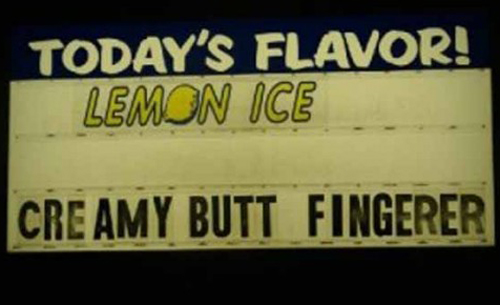 TODAY'S FLAVOR!
LEMON ICE
CREAMY BUTT FINGERER